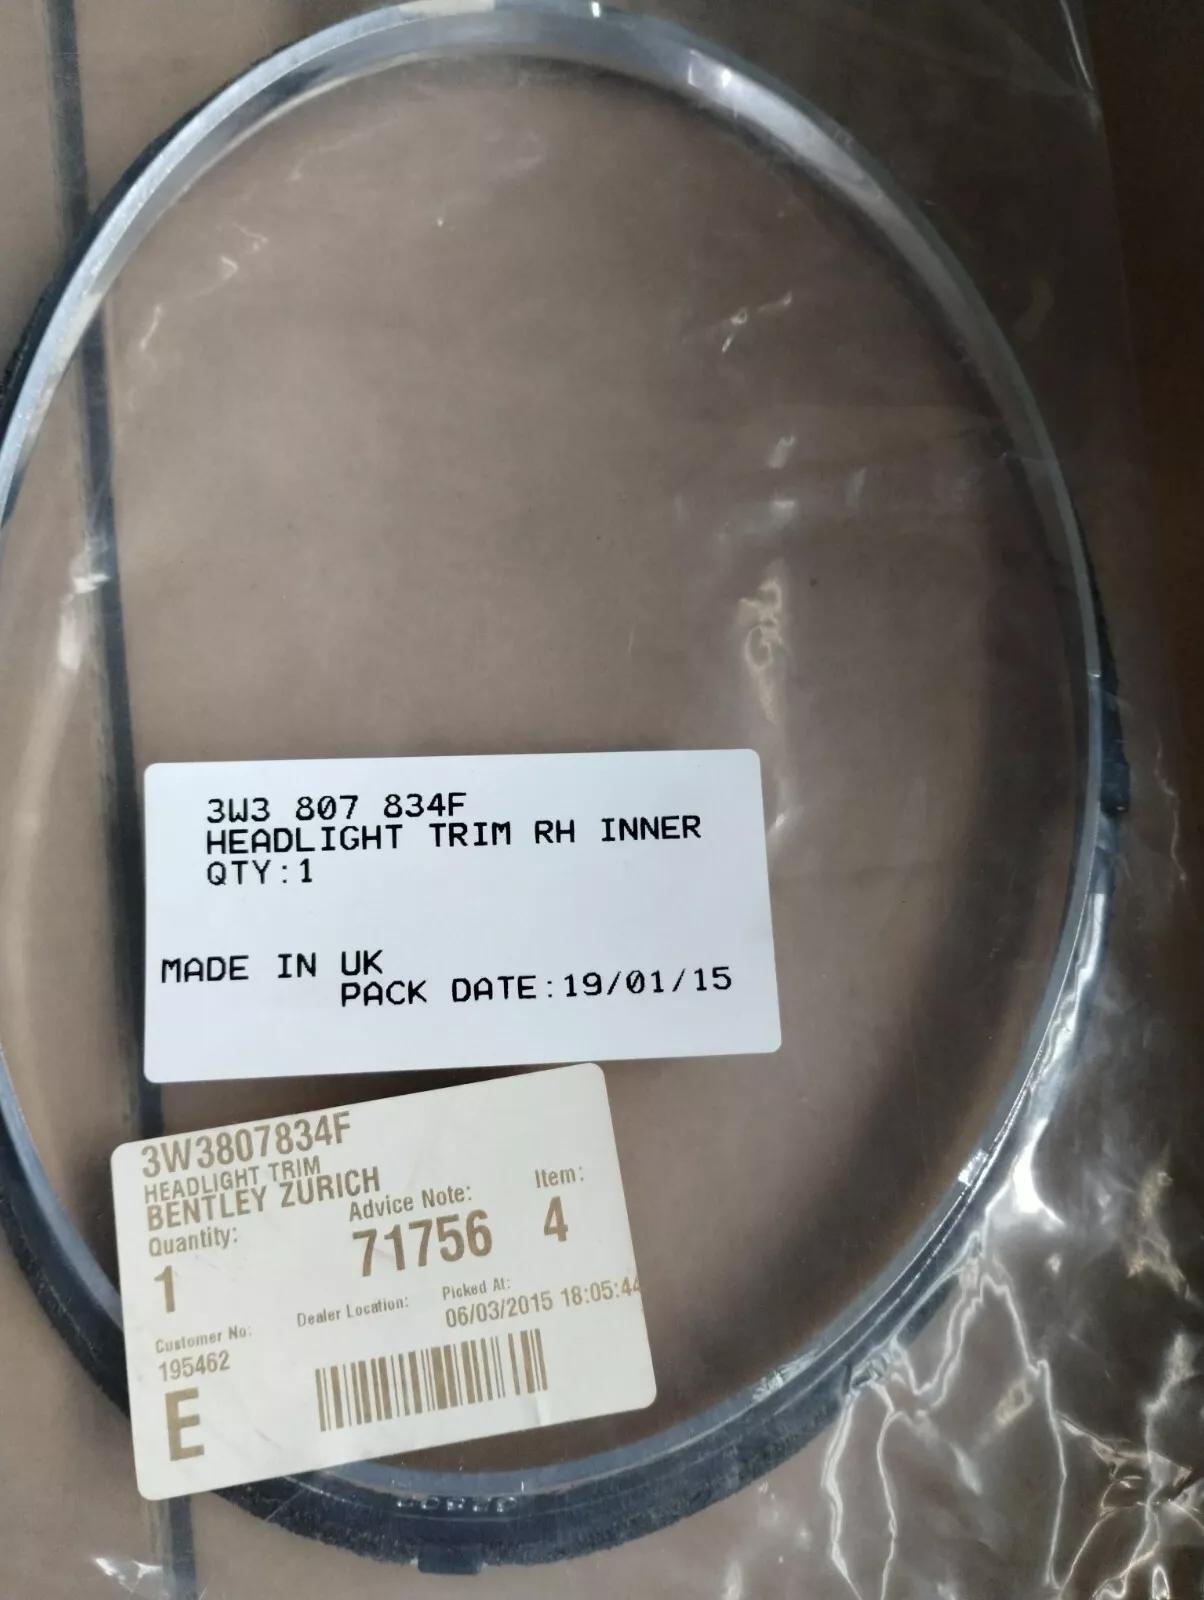 3W3 807 834F
HEADLIGHT TRIM RH INNER
QTY:1
MADE IN UK
PACK DATE:19/01/15
3W3807834F
HEADLIGHT TRIM
BENTLEY ZURICH
Quantity: Advice Note: Item:
1 71756 4
Dealer Location: Picked At:
06/03/2015 18:05:44
Customer No:
195462
E